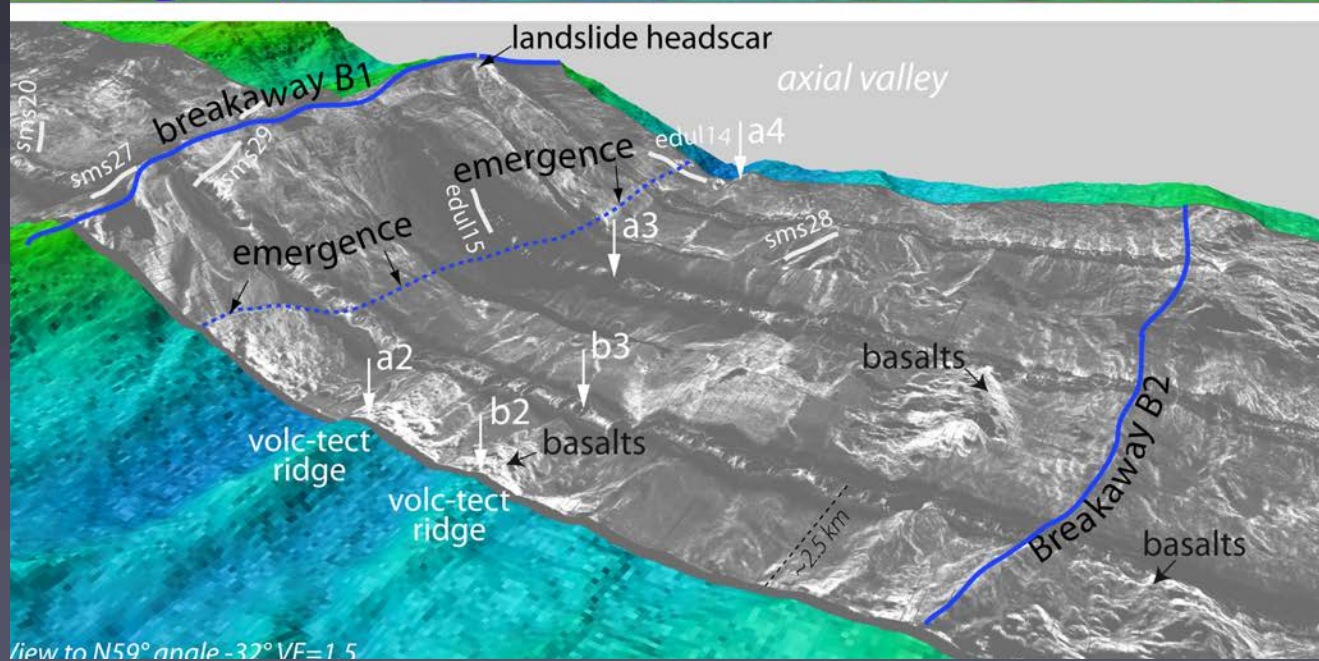 landslide headscar
axial valley
breakaway B1
sms20
sms27
sms29
emergence
edul14
a4
edul15
a3
sms28
emergence
a2
b3
basalts
b2
basalts
volc-tect
ridge
volc-tect
ridge
~2.5 km
Breakaway B2
basalts
View to N59° angle -32° VE=1.5